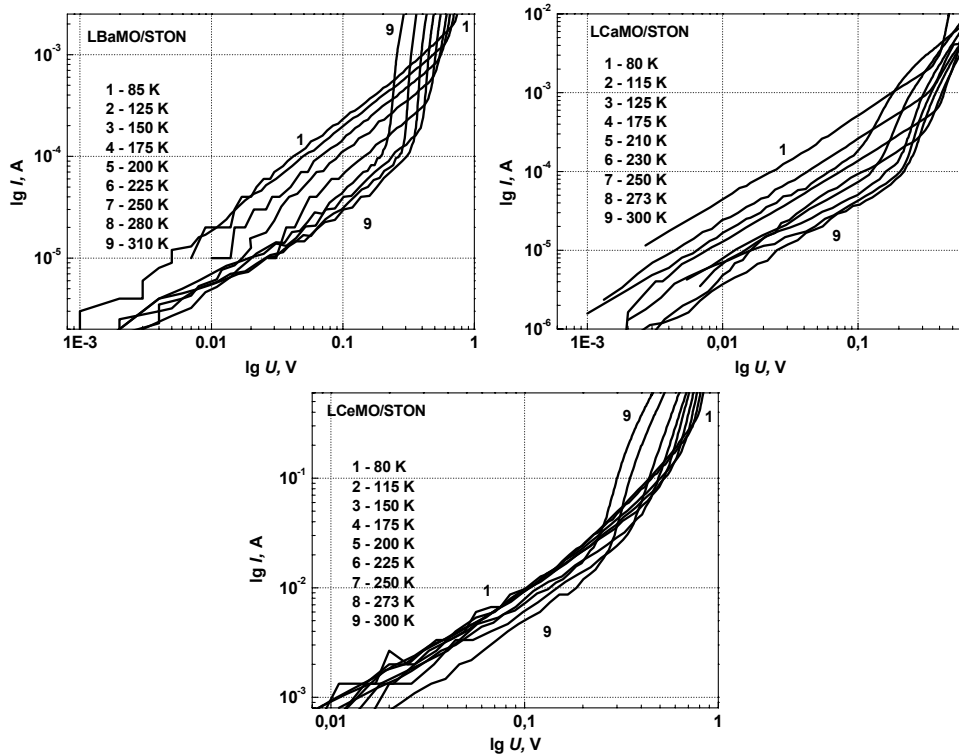 LBaMO/STON
9
1
10⁻³
1 - 85 K
2 - 125 K
3 - 150 K
4 - 175 K
5 - 200 K
6 - 225 K
7 - 250 K
8 - 280 K
9 - 310 K
1
9
10⁻⁴
10⁻⁵
lg I, A
1E-3
0.01
0.1
1
lg U, V
LCaMO/STON
10⁻²
1 - 80 K
2 - 115 K
3 - 125 K
4 - 175 K
5 - 210 K
6 - 230 K
7 - 250 K
8 - 273 K
9 - 300 K
1
9
10⁻³
10⁻⁴
10⁻⁵
10⁻⁶
lg I, A
1E-3
0,01
0,1
lg U, V
LCeMO/STON
9
1
1 - 80 K
2 - 115 K
3 - 150 K
4 - 175 K
5 - 200 K
6 - 225 K
7 - 250 K
8 - 273 K
9 - 300 K
1
9
10⁻¹
10⁻²
10⁻³
lg I, A
0,01
0,1
1
lg U, V